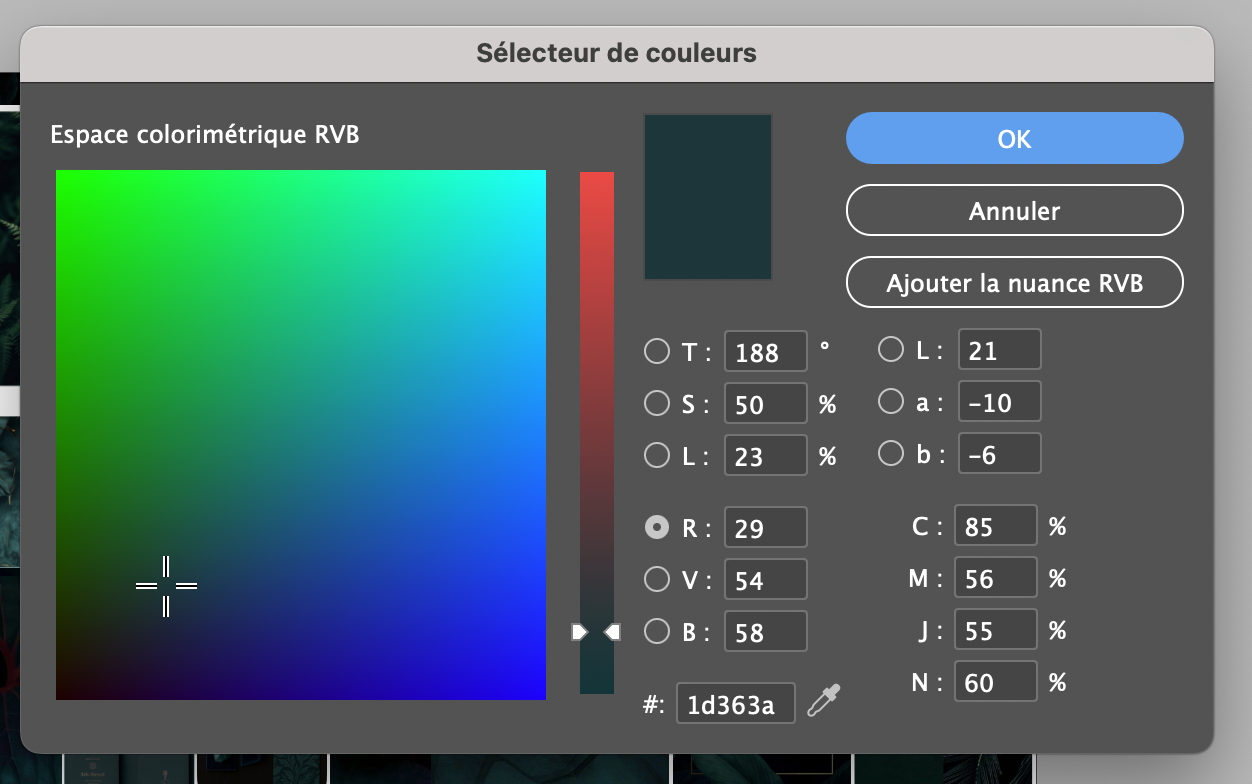 Sélecteur de couleurs
Espace colorimétrique RVB
OK
Annuler
Ajouter la nuance RVB
T : 188 °
S : 50 %
L : 23 %
L : 21
a : -10
b : -6
R : 29
V : 54
B : 58
C : 85 %
M : 56 %
J : 55 %
N : 60 %
#: 1d363a